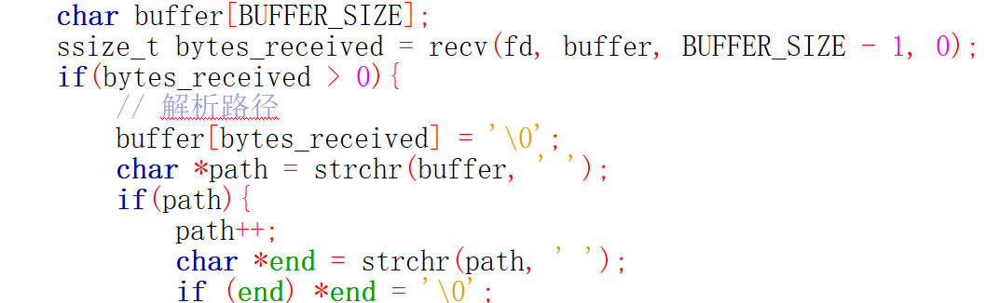 char buffer[BUFFER_SIZE];
ssize_t bytes_received = recv(fd, buffer, BUFFER_SIZE - 1, 0);
if(bytes_received > 0){
// 解析路径
buffer[bytes_received] = '\0';
char *path = strchr(buffer, ' ');
if(path){
path++;
char *end = strchr(path, ' ');
if (end) *end = '\0';